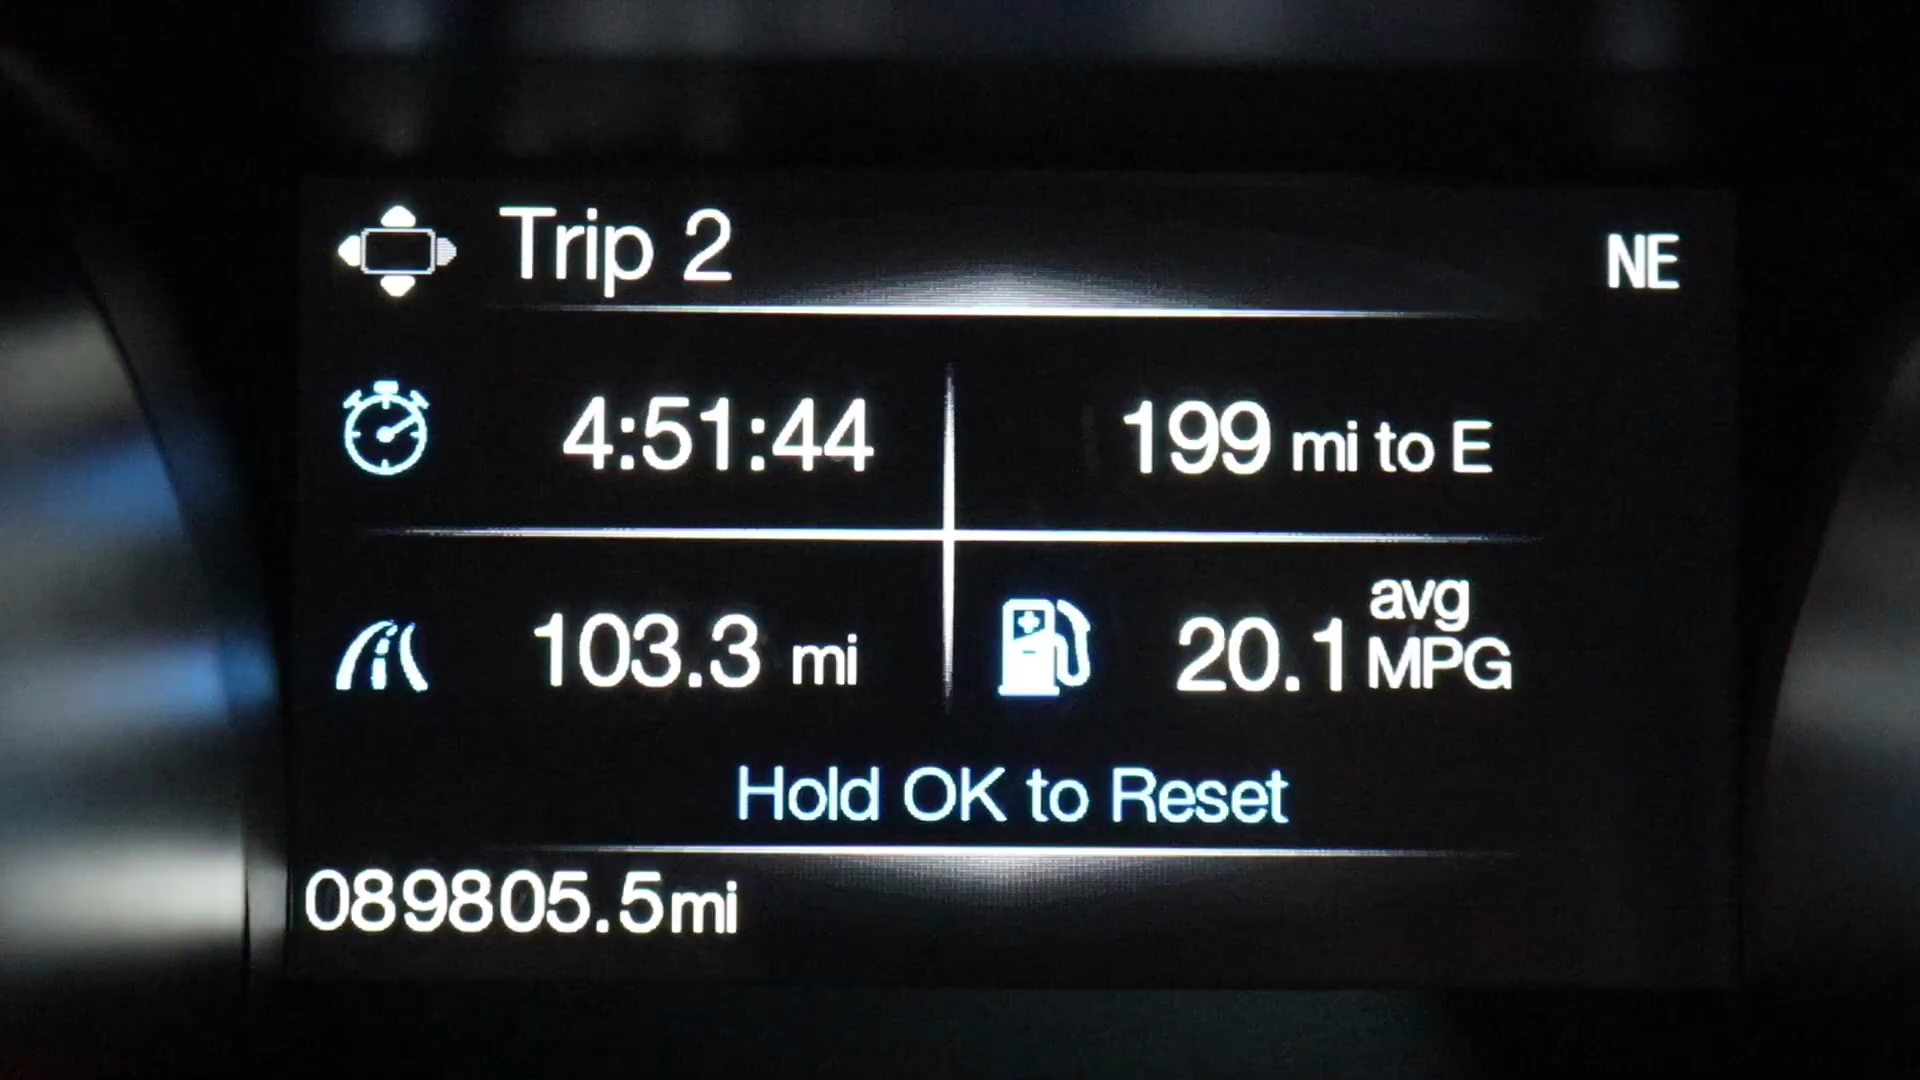 Trip 2
NE
4:51:44
199 mi to E
103.3 mi
20.1 avg MPG
Hold OK to Reset
089805.5mi